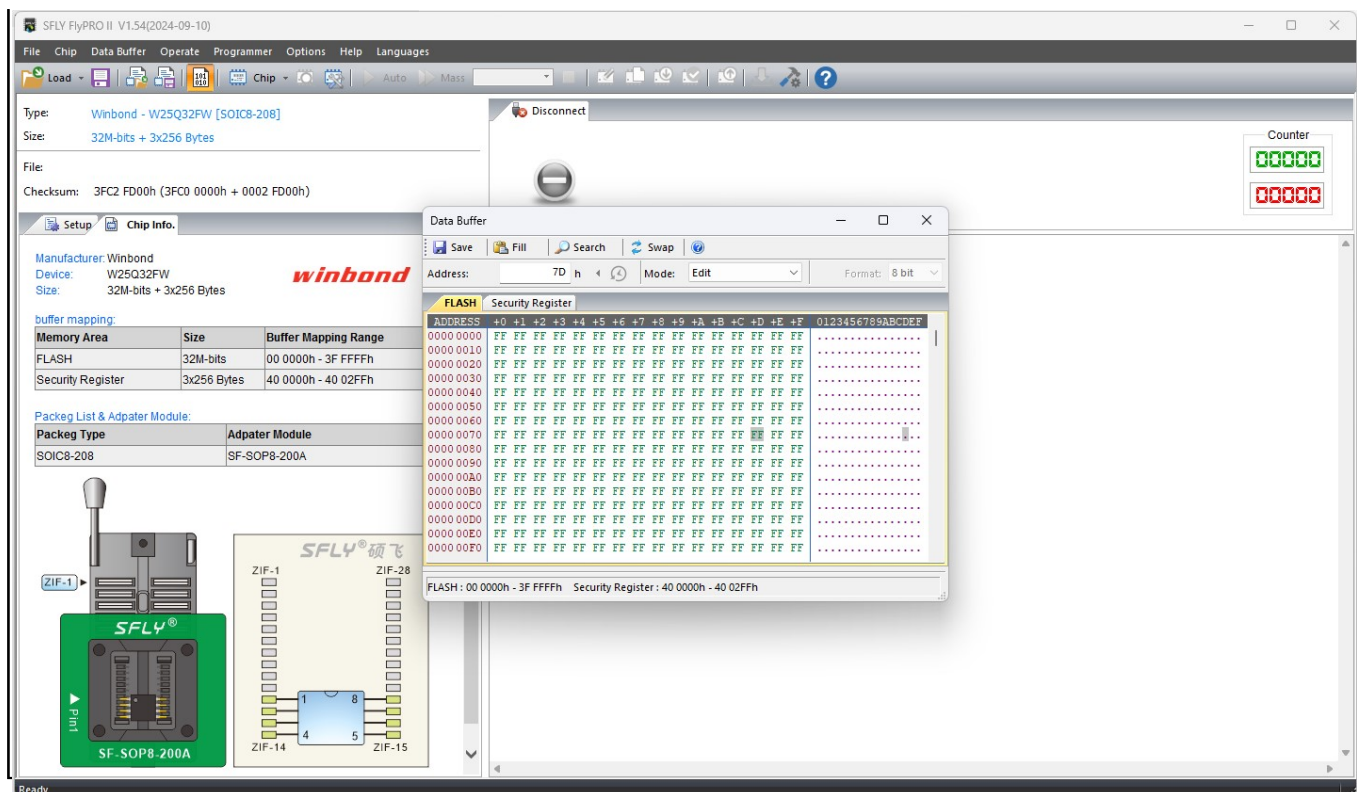 SFLY FlyPRO II V1.54(2024-09-10)
File Chip Data Buffer Operate Programmer Options Help Languages
Load Chip Auto Mass
Type: Winbond - W25Q32FW [SOIC8-208]
Size: 32M-bits + 3x256 Bytes
File:
Checksum: 3FC2 FD00h (3FC0 0000h + 0002 FD00h)
Disconnect
Counter
00000
00000
Setup Chip Info.
Manufacturer: Winbond
Device: W25Q32FW
Size: 32M-bits + 3x256 Bytes
winbond
buffer mapping:
Memory Area Size Buffer Mapping Range
FLASH 32M-bits 00 0000h - 3F FFFFh
Security Register 3x256 Bytes 40 0000h - 40 02FFh
Packeg List & Adpater Module:
Packeg Type Adpater Module
SOIC8-208 SF-SOP8-200A
ZIF-1
SFLY®
Pin1
SF-SOP8-200A
SFLY®硕飞
ZIF-1 ZIF-28
1 8
4 5
ZIF-14 ZIF-15
Data Buffer
Save Fill Search Swap
Address: 7D h Mode: Edit Format: 8 bit
FLASH Security Register
ADDRESS +0 +1 +2 +3 +4 +5 +6 +7 +8 +9 +A +B +C +D +E +F 0123456789ABCDEF
0000 0000 FF FF FF FF FF FF FF FF FF FF FF FF FF FF FF FF ................
0000 0010 FF FF FF FF FF FF FF FF FF FF FF FF FF FF FF FF ................
0000 0020 FF FF FF FF FF FF FF FF FF FF FF FF FF FF FF FF ................
0000 0030 FF FF FF FF FF FF FF FF FF FF FF FF FF FF FF FF ................
0000 0040 FF FF FF FF FF FF FF FF FF FF FF FF FF FF FF FF ................
0000 0050 FF FF FF FF FF FF FF FF FF FF FF FF FF FF FF FF ................
0000 0060 FF FF FF FF FF FF FF FF FF FF FF FF FF FF FF FF ................
0000 0070 FF FF FF FF FF FF FF FF FF FF FF FF FF FF FF FF ................
0000 0080 FF FF FF FF FF FF FF FF FF FF FF FF FF FF FF FF ................
0000 0090 FF FF FF FF FF FF FF FF FF FF FF FF FF FF FF FF ................
0000 00A0 FF FF FF FF FF FF FF FF FF FF FF FF FF FF FF FF ................
0000 00B0 FF FF FF FF FF FF FF FF FF FF FF FF FF FF FF FF ................
0000 00C0 FF FF FF FF FF FF FF FF FF FF FF FF FF FF FF FF ................
0000 00D0 FF FF FF FF FF FF FF FF FF FF FF FF FF FF FF FF ................
0000 00E0 FF FF FF FF FF FF FF FF FF FF FF FF FF FF FF FF ................
0000 00F0 FF FF FF FF FF FF FF FF FF FF FF FF FF FF FF FF ................
FLASH : 00 0000h - 3F FFFFh Security Register : 40 0000h - 40 02FFh
Ready